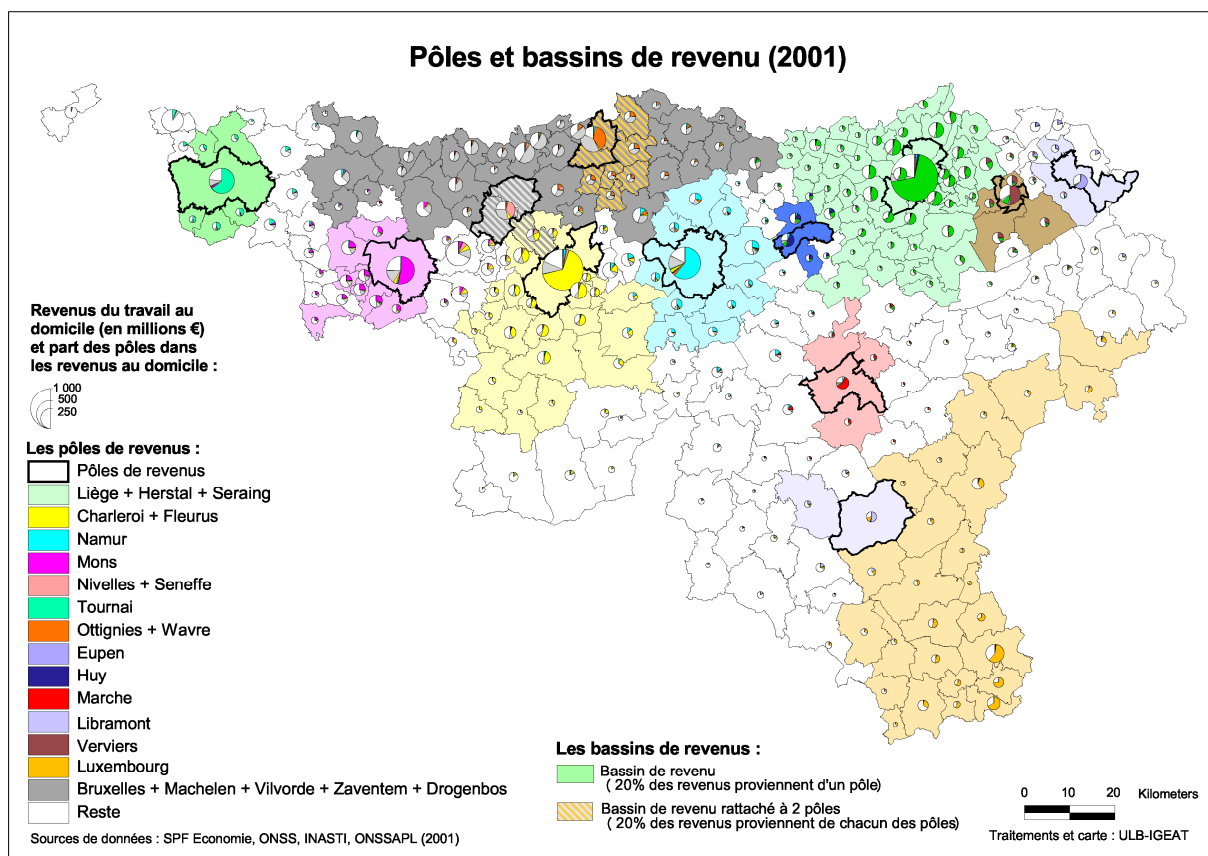 Pôles et bassins de revenu (2001)
Revenus du travail au
domicile (en millions €)
et part des pôles dans
les revenus au domicile :
1 000
500
250
Les pôles de revenus :
Pôles de revenus
Liège + Herstal + Seraing
Charleroi + Fleurus
Namur
Mons
Nivelles + Seneffe
Tournai
Ottignies + Wavre
Eupen
Huy
Marche
Libramont
Verviers
Luxembourg
Bruxelles + Machelen + Vilvorde + Zaventem + Drogenbos
Reste
Sources de données : SPF Economie, ONSS, INASTI, ONSSAPL (2001)
Les bassins de revenus :
Bassin de revenu
( 20% des revenus proviennent d'un pôle)
Bassin de revenu rattaché à 2 pôles
( 20% des revenus proviennent de chacun des pôles)
0 10 20 Kilometers
Traitements et carte : ULB-IGEAT